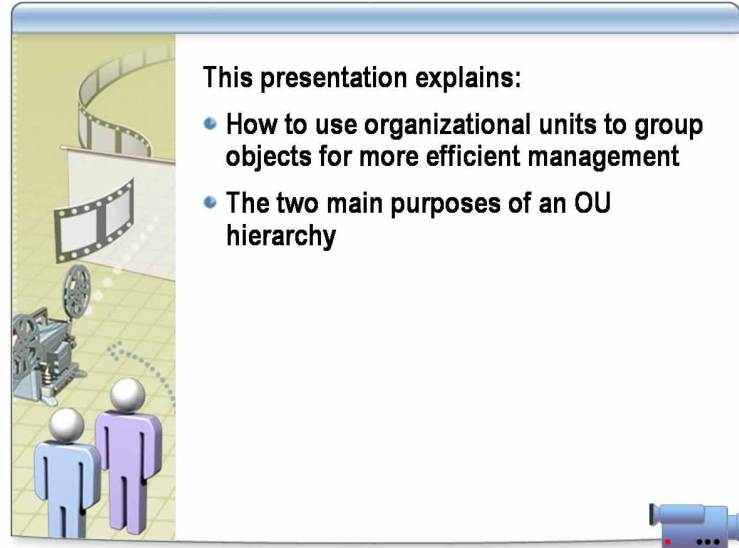 This presentation explains:
How to use organizational units to group
objects for more efficient management
The two main purposes of an OU
hierarchy